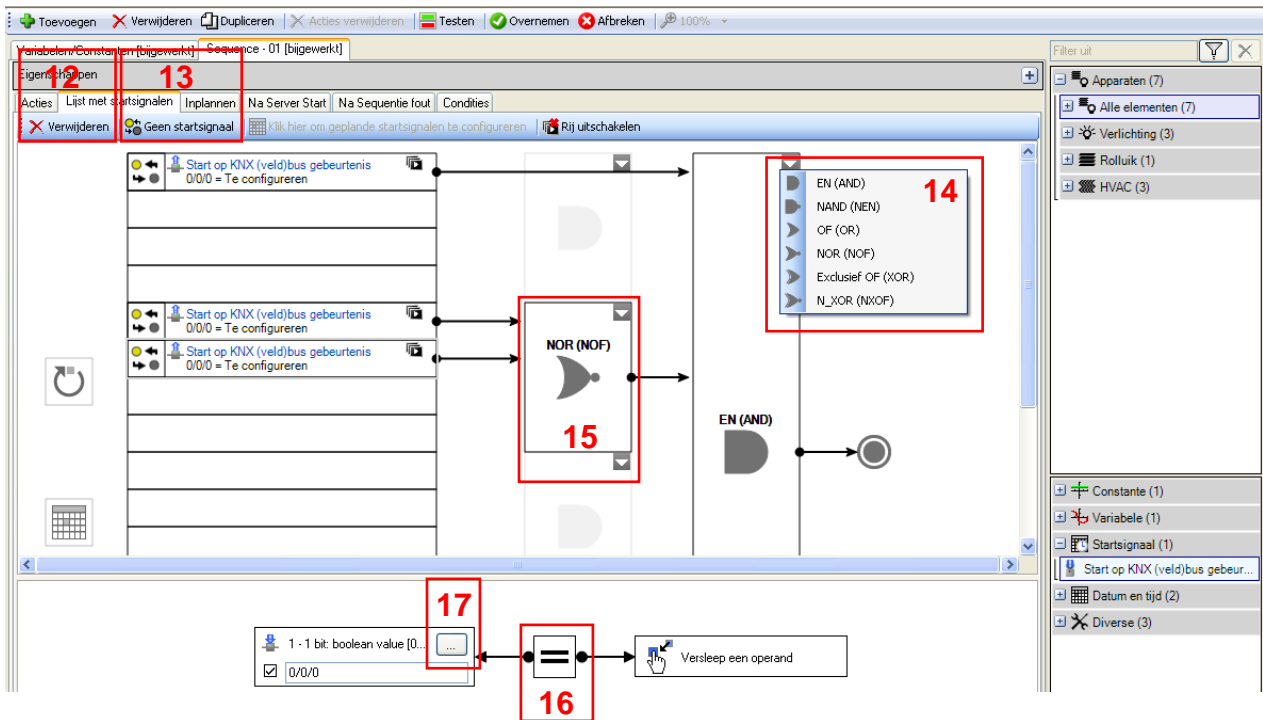 Toevoegen Verwijderen Dupliceren Acties verwijderen Testen Overnemen Afbreken 100%
Variabelen/Constanten [bijgewerkt] Sequence - 01 [bijgewerkt]
Filter uit
Eigenschappen
12 13
Acties Lijst met startsignalen Inplannen Na Server Start Na Sequentie fout Condities
Verwijderen Geen startsignaal Klik hier om geplande startsignalen te configureren Rij uitschakelen
Apparaten (7)
Alle elementen (7)
Verlichting (3)
Rolluik (1)
HVAC (3)
Start op KNX (veld)bus gebeurtenis
0/0/0 = Te configureren
EN (AND)
NAND (NEN)
OF (OR)
NOR (NOF)
Exclusief OF (XOR)
N_XOR (NXOF)
14
Start op KNX (veld)bus gebeurtenis
0/0/0 = Te configureren
Start op KNX (veld)bus gebeurtenis
0/0/0 = Te configureren
NOR (NOF)
15
EN (AND)
Constante (1)
Variabele (1)
Startsignaal (1)
Start op KNX (veld)bus gebeur...
Datum en tijd (2)
Diverse (3)
17
1 - 1 bit: boolean value [0... ...
0/0/0
16
Versleep een operand